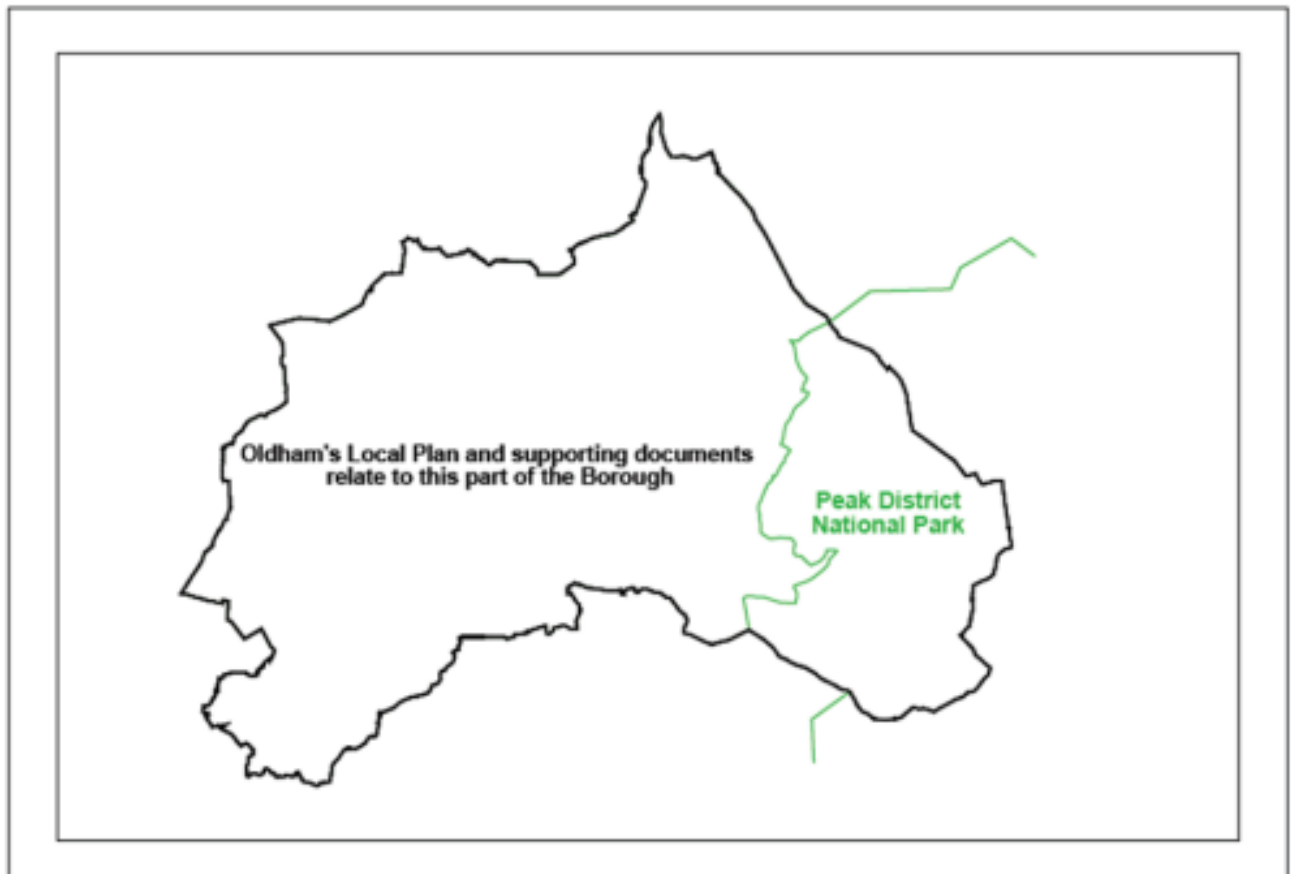 Oldham's Local Plan and supporting documents
relate to this part of the Borough
Peak District
National Park